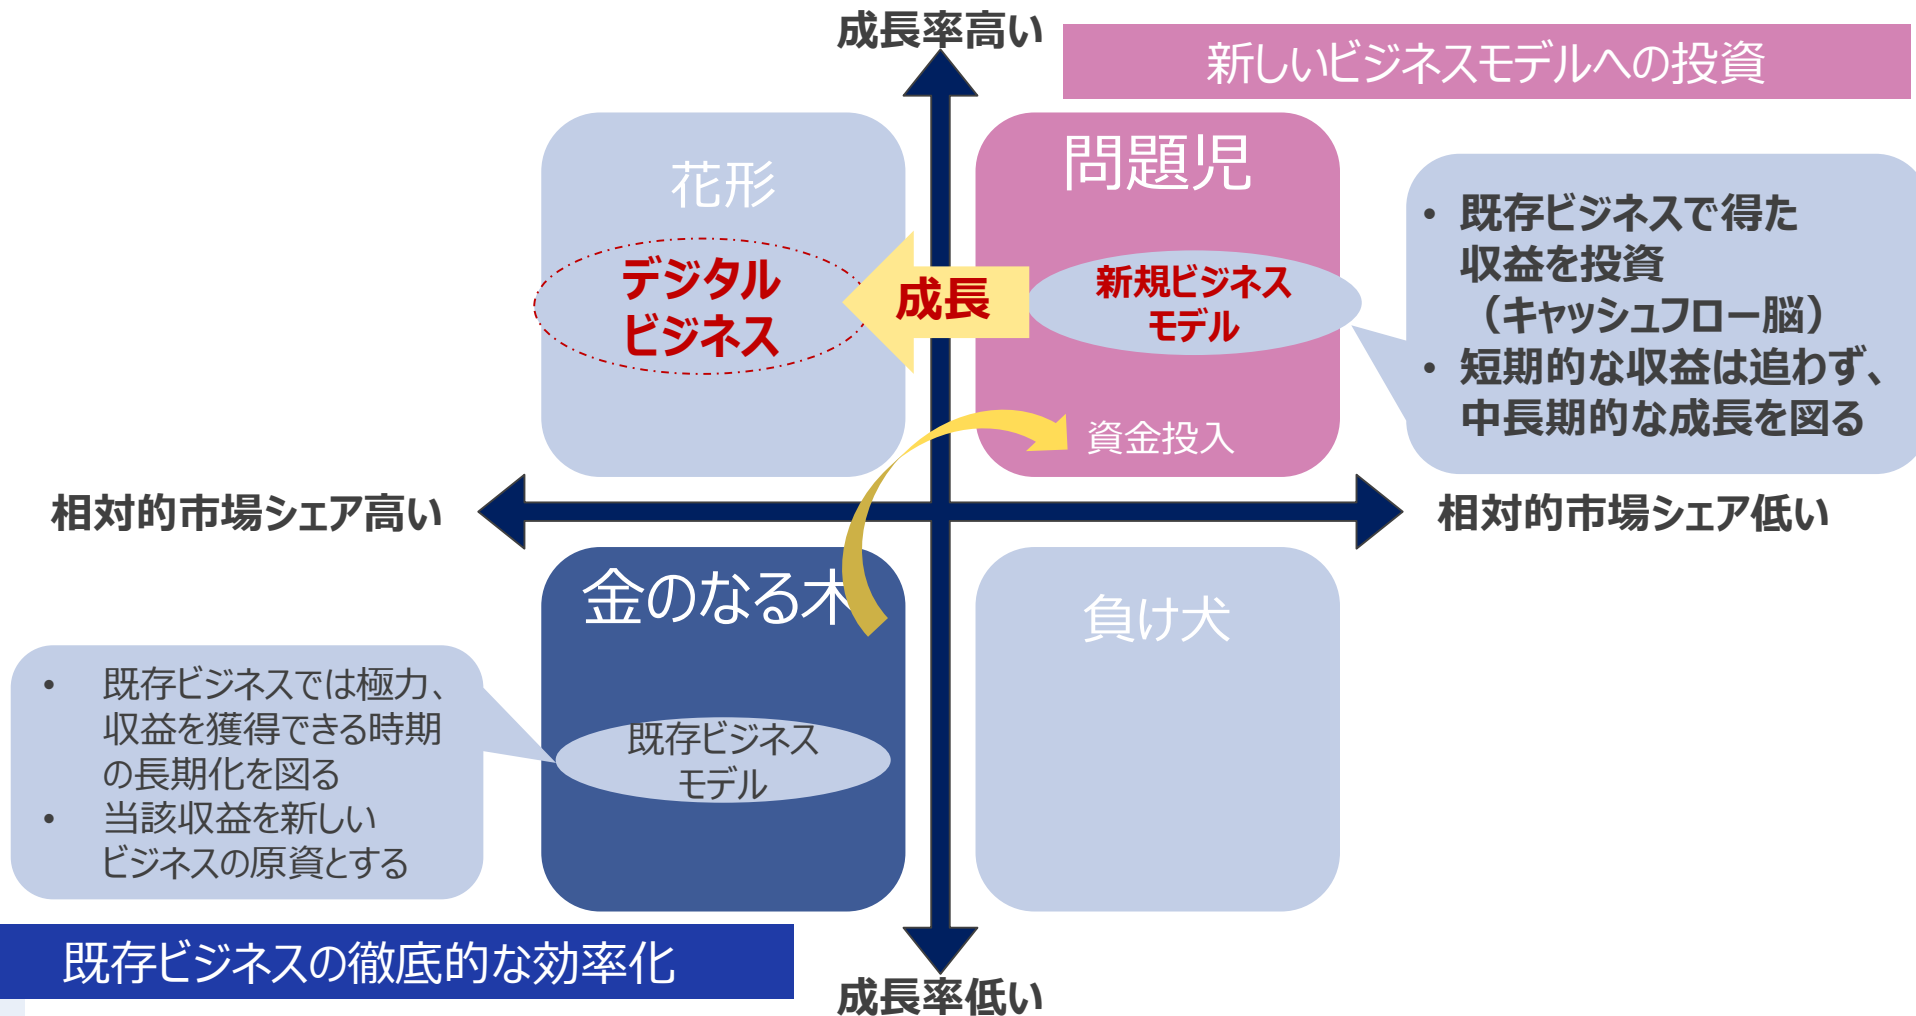 成長率高い
新しいビジネスモデルへの投資
花形
問題児
デジタル
ビジネス
成長
新規ビジネス
モデル
• 既存ビジネスで得た
収益を投資
（キャッシュフロー脳）
• 短期的な収益は追わず、
中長期的な成長を図る
資金投入
相対的市場シェア高い
相対的市場シェア低い
金のなる木
負け犬
• 既存ビジネスでは極力、
収益を獲得できる時期
の長期化を図る
• 当該収益を新しい
ビジネスの原資とする
既存ビジネス
モデル
既存ビジネスの徹底的な効率化
成長率低い